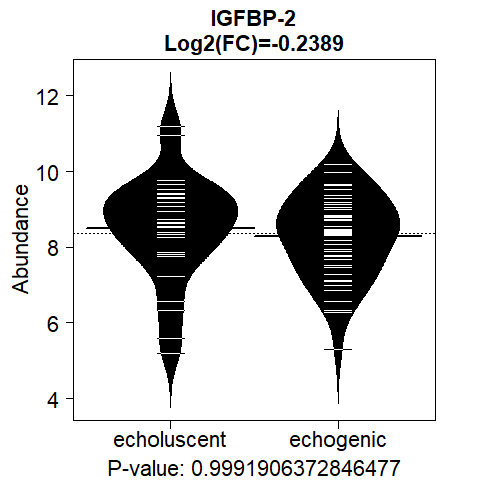 IGFBP-2
Log2(FC)=-0.2389
Abundance
12
10
8
6
4
echoluscent echogenic
P-value: 0.9991906372846477